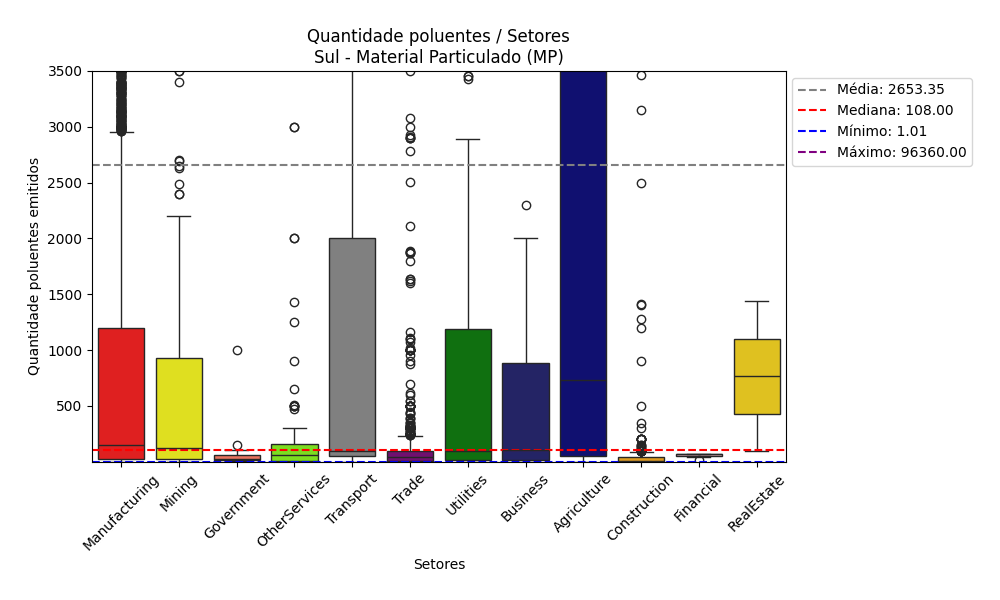 Quantidade poluentes / Setores
Sul - Material Particulado (MP)
Quantidade poluentes emitidos
3500
3000
2500
2000
1500
1000
500
Média: 2653.35
Mediana: 108.00
Mínimo: 1.01
Máximo: 96360.00
Manufacturing
Mining
Government
OtherServices
Transport
Trade
Utilities
Business
Agriculture
Construction
Financial
RealEstate
Setores